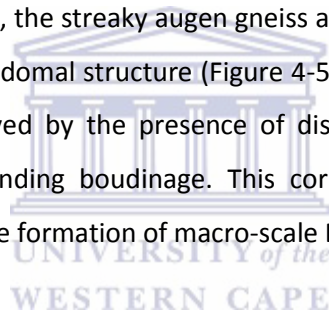 , the streaky augen gneiss a
domal structure (Figure 4-5
ved by the presence of dis
nding boudinage. This cor
e formation of macro-scale
UNIVERSITY of the
WESTERN CAPE